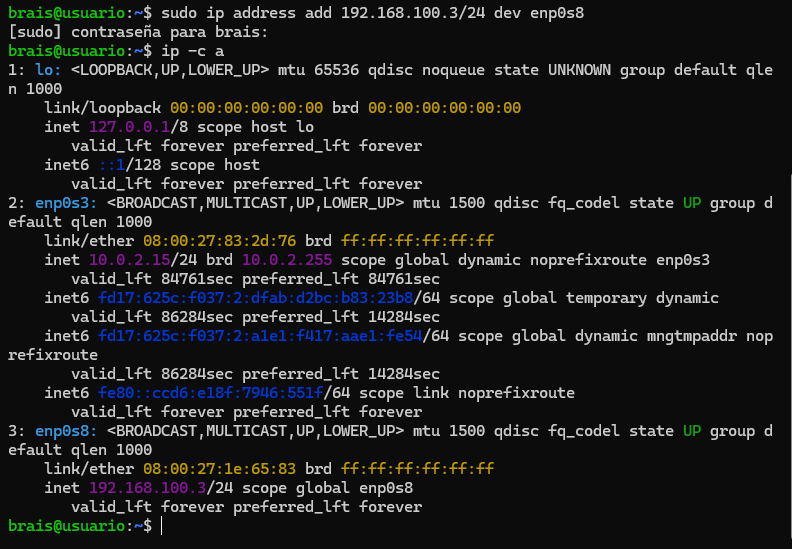 brais@usuario:~$ sudo ip address add 192.168.100.3/24 dev enp0s8
[sudo] contraseña para brais:
brais@usuario:~$ ip -c a
1: lo: <LOOPBACK,UP,LOWER_UP> mtu 65536 qdisc noqueue state UNKNOWN group default qle
n 1000
    link/loopback 00:00:00:00:00:00 brd 00:00:00:00:00:00
    inet 127.0.0.1/8 scope host lo
       valid_lft forever preferred_lft forever
    inet6 ::1/128 scope host
       valid_lft forever preferred_lft forever
2: enp0s3: <BROADCAST,MULTICAST,UP,LOWER_UP> mtu 1500 qdisc fq_codel state UP group d
efault qlen 1000
    link/ether 08:00:27:83:2d:76 brd ff:ff:ff:ff:ff:ff
    inet 10.0.2.15/24 brd 10.0.2.255 scope global dynamic noprefixroute enp0s3
       valid_lft 84761sec preferred_lft 84761sec
    inet6 fd17:625c:f037:2:dfab:d2bc:b83:23b8/64 scope global temporary dynamic
       valid_lft 86284sec preferred_lft 14284sec
    inet6 fd17:625c:f037:2:a1e1:f417:aae1:fe54/64 scope global dynamic mngtmpaddr nop
refixroute
       valid_lft 86284sec preferred_lft 14284sec
    inet6 fe80::ccd6:e18f:7946:551f/64 scope link noprefixroute
       valid_lft forever preferred_lft forever
3: enp0s8: <BROADCAST,MULTICAST,UP,LOWER_UP> mtu 1500 qdisc fq_codel state UP group d
efault qlen 1000
    link/ether 08:00:27:1e:65:83 brd ff:ff:ff:ff:ff:ff
    inet 192.168.100.3/24 scope global enp0s8
       valid_lft forever preferred_lft forever
brais@usuario:~$